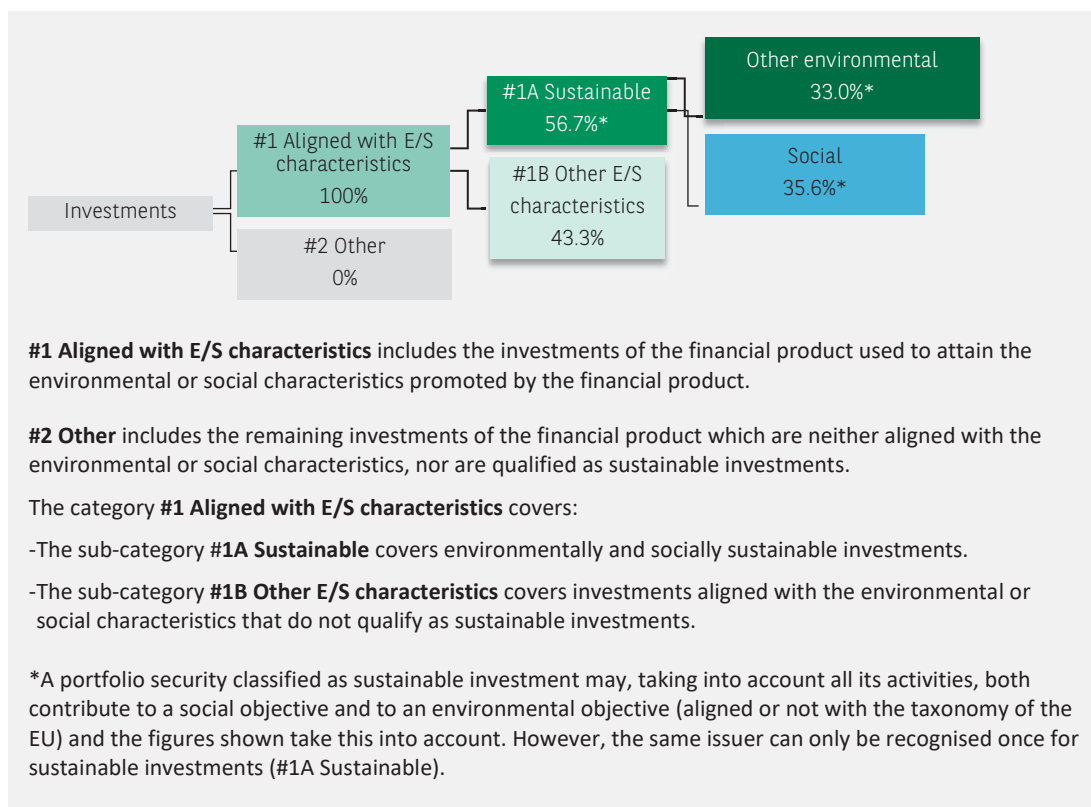 Other environmental
33.0%*
#1A Sustainable
56.7%*
#1 Aligned with E/S
characteristics
100%
Social
35.6%*
#1B Other E/S
characteristics
43.3%
Investments
#2 Other
0%
#1 Aligned with E/S characteristics includes the investments of the financial product used to attain the
environmental or social characteristics promoted by the financial product.
#2 Other includes the remaining investments of the financial product which are neither aligned with the
environmental or social characteristics, nor are qualified as sustainable investments.
The category #1 Aligned with E/S characteristics covers:
-The sub-category #1A Sustainable covers environmentally and socially sustainable investments.
-The sub-category #1B Other E/S characteristics covers investments aligned with the environmental or
social characteristics that do not qualify as sustainable investments.
*A portfolio security classified as sustainable investment may, taking into account all its activities, both
contribute to a social objective and to an environmental objective (aligned or not with the taxonomy of the
EU) and the figures shown take this into account. However, the same issuer can only be recognised once for
sustainable investments (#1A Sustainable).